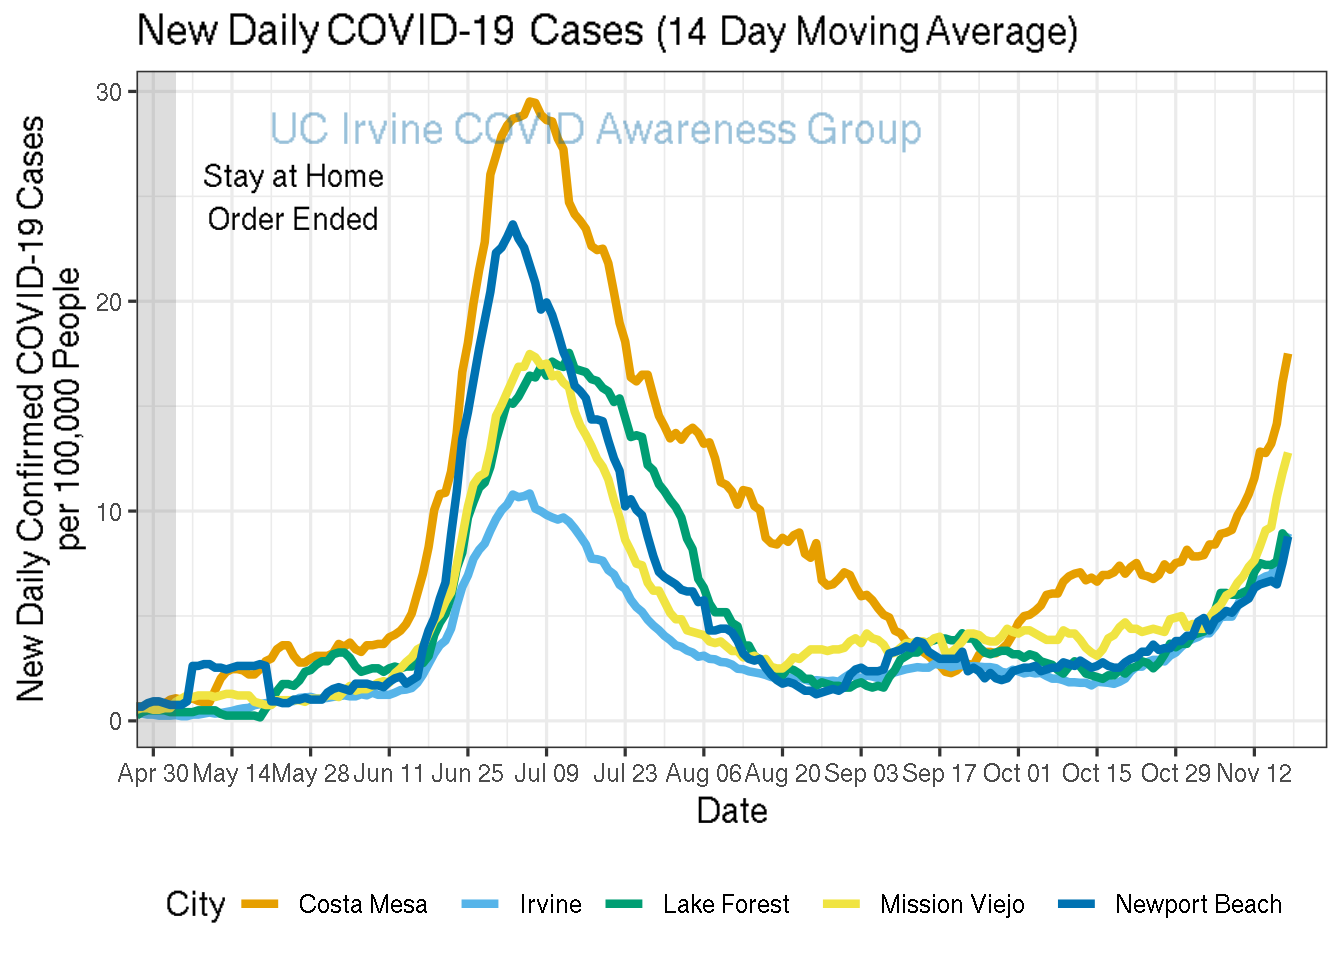 New Daily COVID-19 Cases (14 Day Moving Average)
New Daily Confirmed COVID-19 Cases
per 100,000 People
30
20
10
0
UC Irvine COVID Awareness Group
Stay at Home
Order Ended
Apr 30 May 14 May 28 Jun 11 Jun 25 Jul 09 Jul 23 Aug 06 Aug 20 Sep 03 Sep 17 Oct 01 Oct 15 Oct 29 Nov 12
Date
City Costa Mesa Irvine Lake Forest Mission Viejo Newport Beach